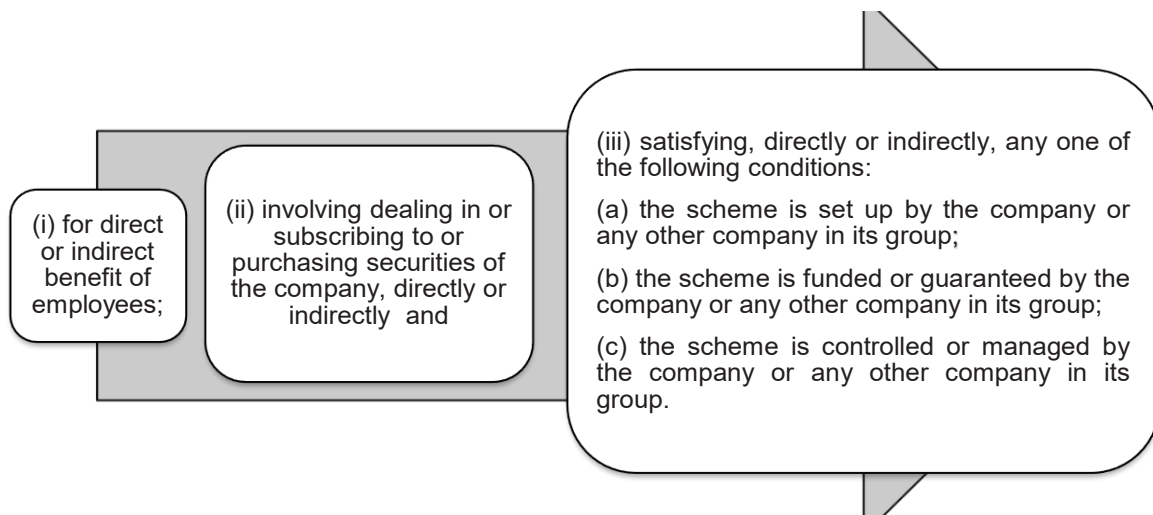 (i) for direct
or indirect
benefit of
employees;
(ii) involving dealing in or
subscribing to or
purchasing securities of
the company, directly or
indirectly and
(iii) satisfying, directly or indirectly, any one of
the following conditions:
(a) the scheme is set up by the company or
any other company in its group;
(b) the scheme is funded or guaranteed by the
company or any other company in its group;
(c) the scheme is controlled or managed by
the company or any other company in its
group.